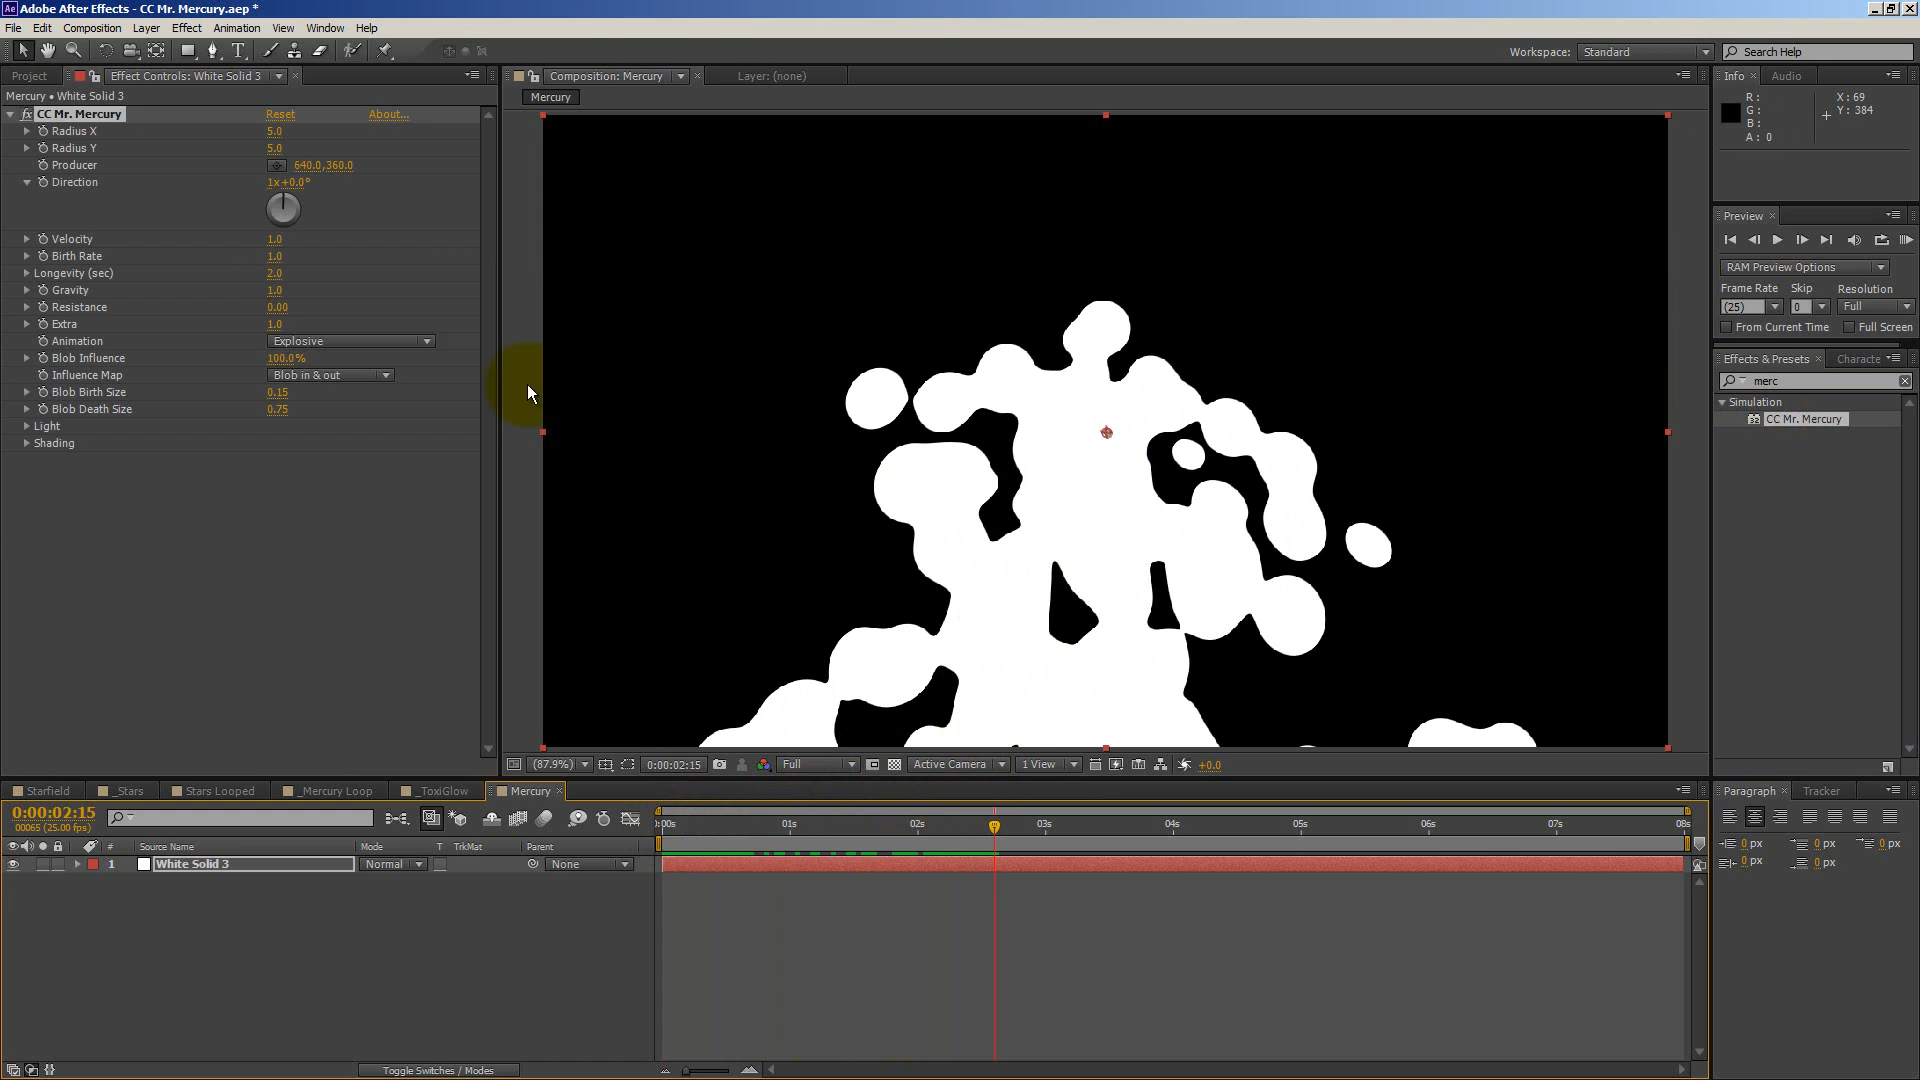 Adobe After Effects - CC Mr. Mercury.aep *
File Edit Composition Layer Effect Animation View Window Help
Workspace: Standard Search Help
Project Effect Controls: White Solid 3 Composition: Mercury Layer: (none) Info Audio
Mercury • White Solid 3
Mercury
R: X: 69
G: Y: 384
B:
A: 0
fx CC Mr. Mercury Reset About...
Radius X 5.0
Radius Y 5.0
Producer 640.0,360.0
Direction 1x+0.0°
Velocity 1.0
Birth Rate 1.0
Longevity (sec) 2.0
Gravity 1.0
Resistance 0.00
Extra 1.0
Animation Explosive
Blob Influence 100.0%
Influence Map Blob in & out
Blob Birth Size 0.15
Blob Death Size 0.75
Light
Shading
Preview
RAM Preview Options
Frame Rate Skip Resolution
(25) 0 Full
From Current Time Full Screen
Effects & Presets Characte
merc
Simulation
32 CC Mr. Mercury
(87.9%) 0:00:02:15 Full Active Camera 1 View +0.0
Starfield _Stars Stars Looped _Mercury Loop _ToxiGlow Mercury
0:00:02:15
00065 (25.00 fps)
):00s 01s 02s 03s 04s 05s 06s 07s 08s
# Source Name Mode T TrkMat Parent
1 White Solid 3 Normal None
Toggle Switches / Modes
Paragraph Tracker
0 px 0 px 0 px
0 px 0 px